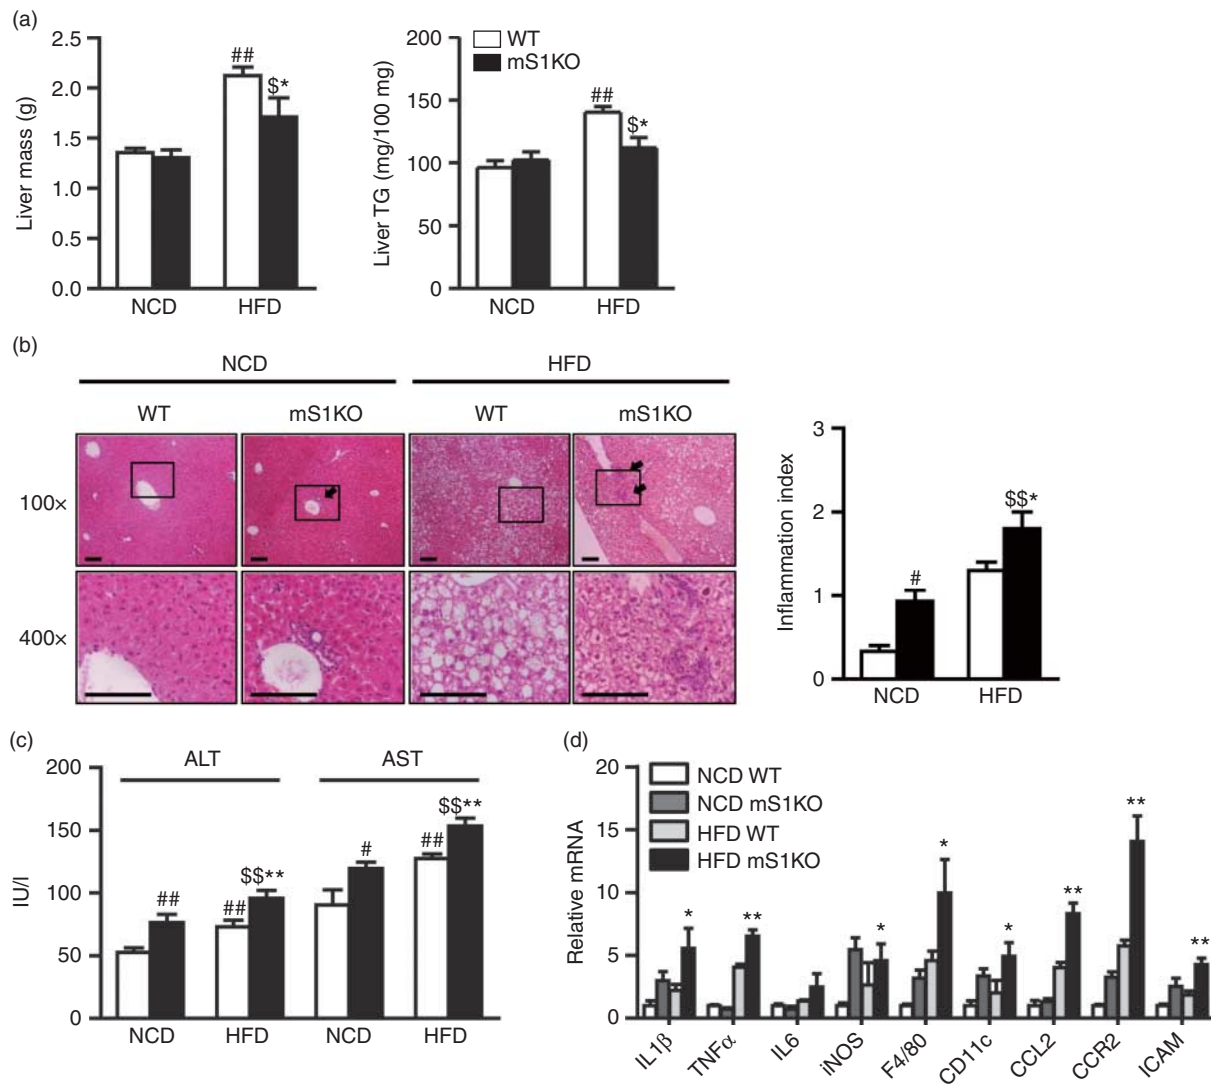 (a)
2.5
2.0
1.5
1.0
0.5
0.0
Liver mass (g)
##
$*
NCD
HFD
200
150
100
50
0
Liver TG (mg/100 mg)
WT
mS1KO
##
$*
NCD
HFD
(b)
NCD
HFD
WT
mS1KO
WT
mS1KO
100×
400×
3
2
1
0
Inflammation index
#
$$*
NCD
HFD
(c)
ALT
AST
200
150
100
50
0
IU/l
##
##
$$**
#
##
$$**
NCD
HFD
NCD
HFD
(d)
20
15
10
5
0
Relative mRNA
NCD WT
NCD mS1KO
HFD WT
HFD mS1KO
*
**
*
*
*
**
**
**
IL1β
TNFα
IL6
iNOS
F4/80
CD11c
CCL2
CCR2
ICAM